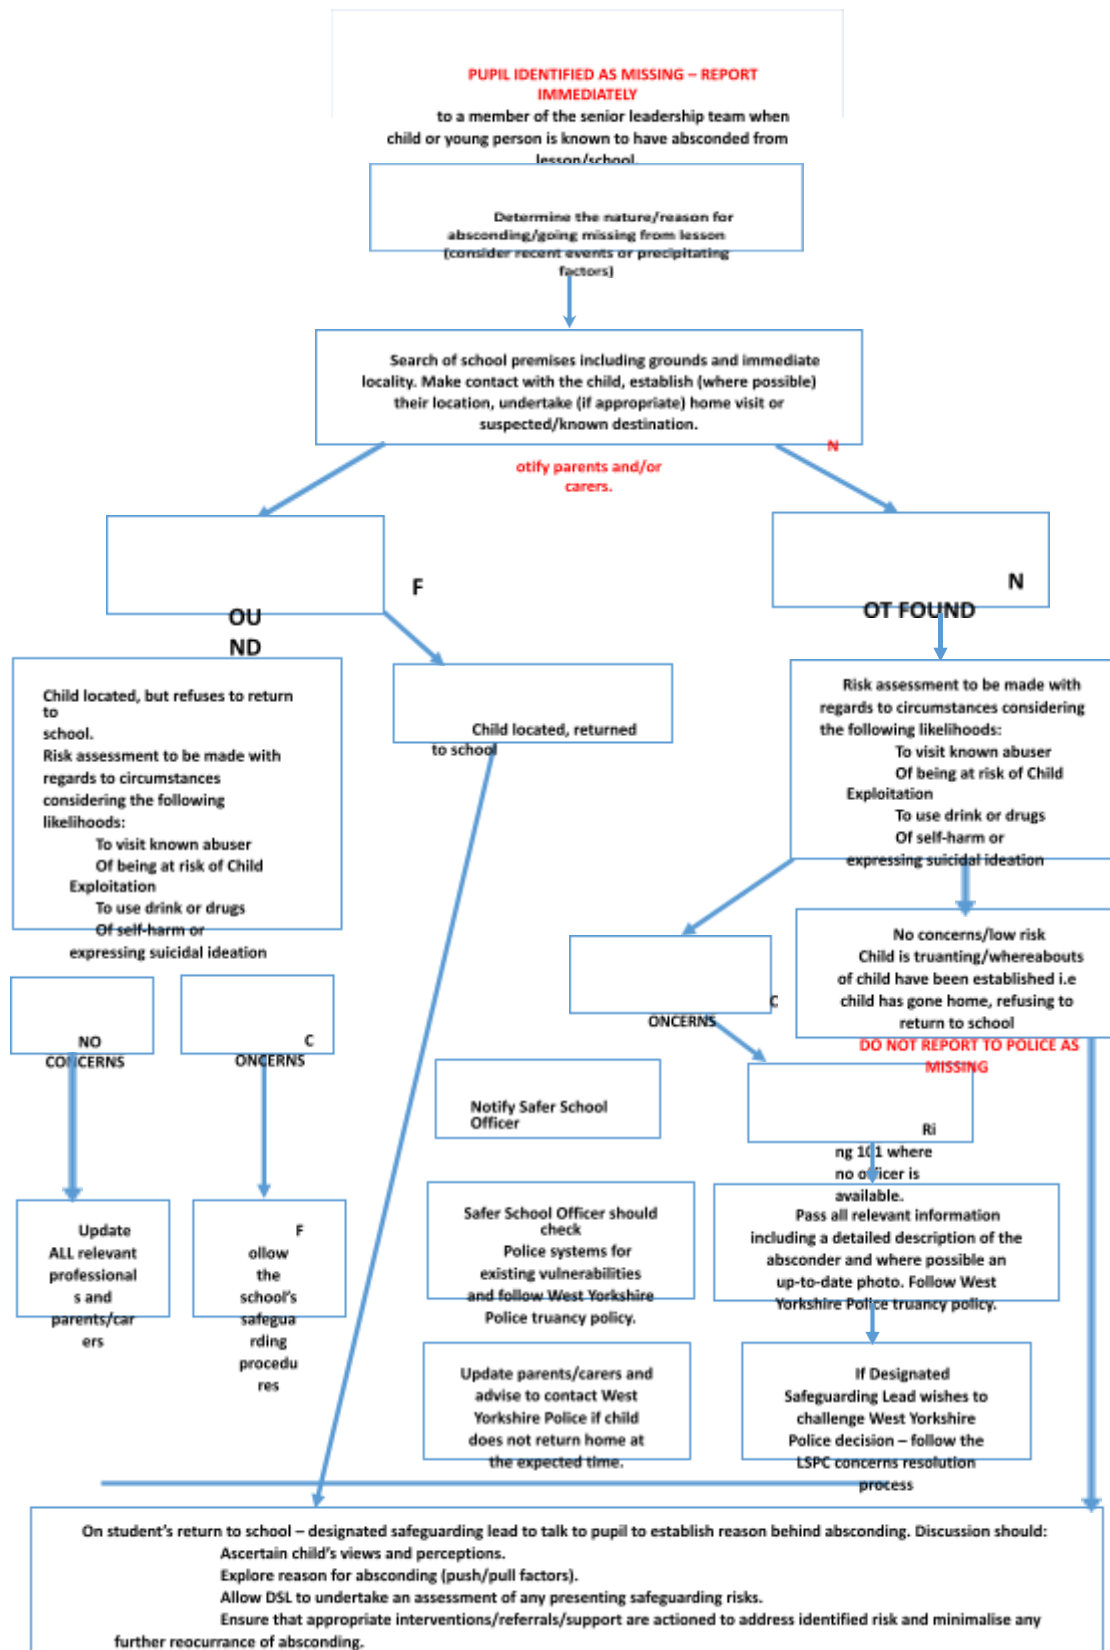 PUPIL IDENTIFIED AS MISSING – REPORT
IMMEDIATELY
to a member of the senior leadership team when
child or young person is known to have absconded from
lesson/school.
Determine the nature/reason for
absconding/going missing from lesson
(consider recent events or precipitating
factors)
Search of school premises including grounds and immediate
locality. Make contact with the child, establish (where possible)
their location, undertake (if appropriate) home visit or
suspected/known destination.
N
otify parents and/or
carers.
F
OU
ND
N
OT FOUND
Child located, but refuses to return
to
school.
Risk assessment to be made with
regards to circumstances
considering the following
likelihoods:
To visit known abuser
Of being at risk of Child
Exploitation
To use drink or drugs
Of self-harm or
expressing suicidal ideation
Child located, returned
to school
Risk assessment to be made with
regards to circumstances considering
the following likelihoods:
To visit known abuser
Of being at risk of Child
Exploitation
To use drink or drugs
Of self-harm or
expressing suicidal ideation
NO
CONCERNS
C
ONCERNS
C
ONCERNS
No concerns/low risk
Child is truanting/whereabouts
of child have been established i.e
child has gone home, refusing to
return to school
DO NOT REPORT TO POLICE AS
MISSING
Notify Safer School
Officer
Ri
ng 101 where
no officer is
available.
Update
ALL relevant
professional
s and
parents/car
ers
F
ollow
the
school's
safegua
rding
procedu
res
Safer School Officer should
check
Police systems for
existing vulnerabilities
and follow West Yorkshire
Police truancy policy.
Pass all relevant information
including a detailed description of the
absconder and where possible an
up-to-date photo. Follow West
Yorkshire Police truancy policy.
Update parents/carers and
advise to contact West
Yorkshire Police if child
does not return home at
the expected time.
If Designated
Safeguarding Lead wishes to
challenge West Yorkshire
Police decision – follow the
LSPC concerns resolution
process
On student's return to school – designated safeguarding lead to talk to pupil to establish reason behind absconding. Discussion should:
Ascertain child's views and perceptions.
Explore reason for absconding (push/pull factors).
Allow DSL to undertake an assessment of any presenting safeguarding risks.
Ensure that appropriate interventions/referrals/support are actioned to address identified risk and minimalise any
further reocurrance of absconding.